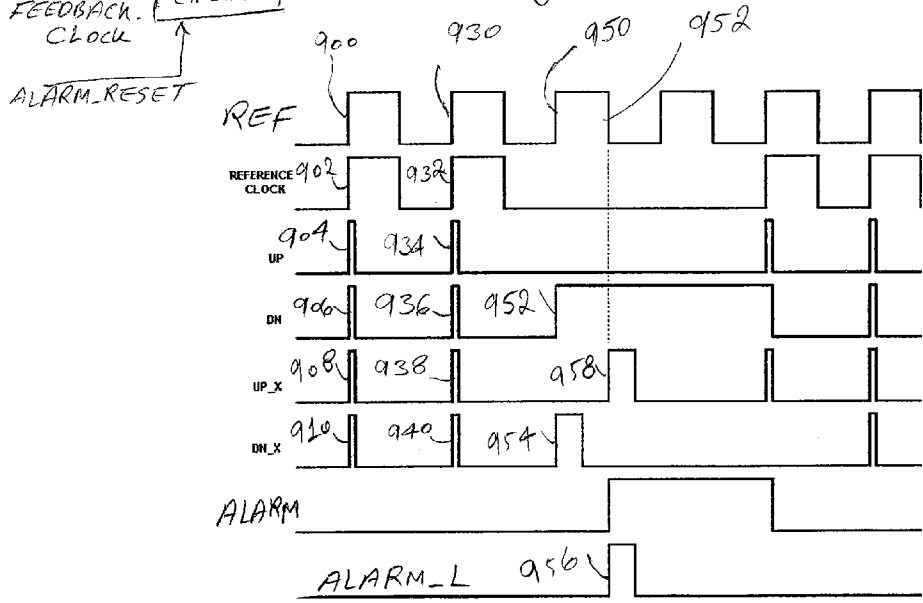 FEEDBACK
CLOCK
ALARM_RESET
900
930
950
952
REF
REFERENCE
CLOCK
902
932
904
934
UP
906
936
952
DN
908
938
958
UP_X
910
940
954
DN_X
ALARM
ALARM_L
956